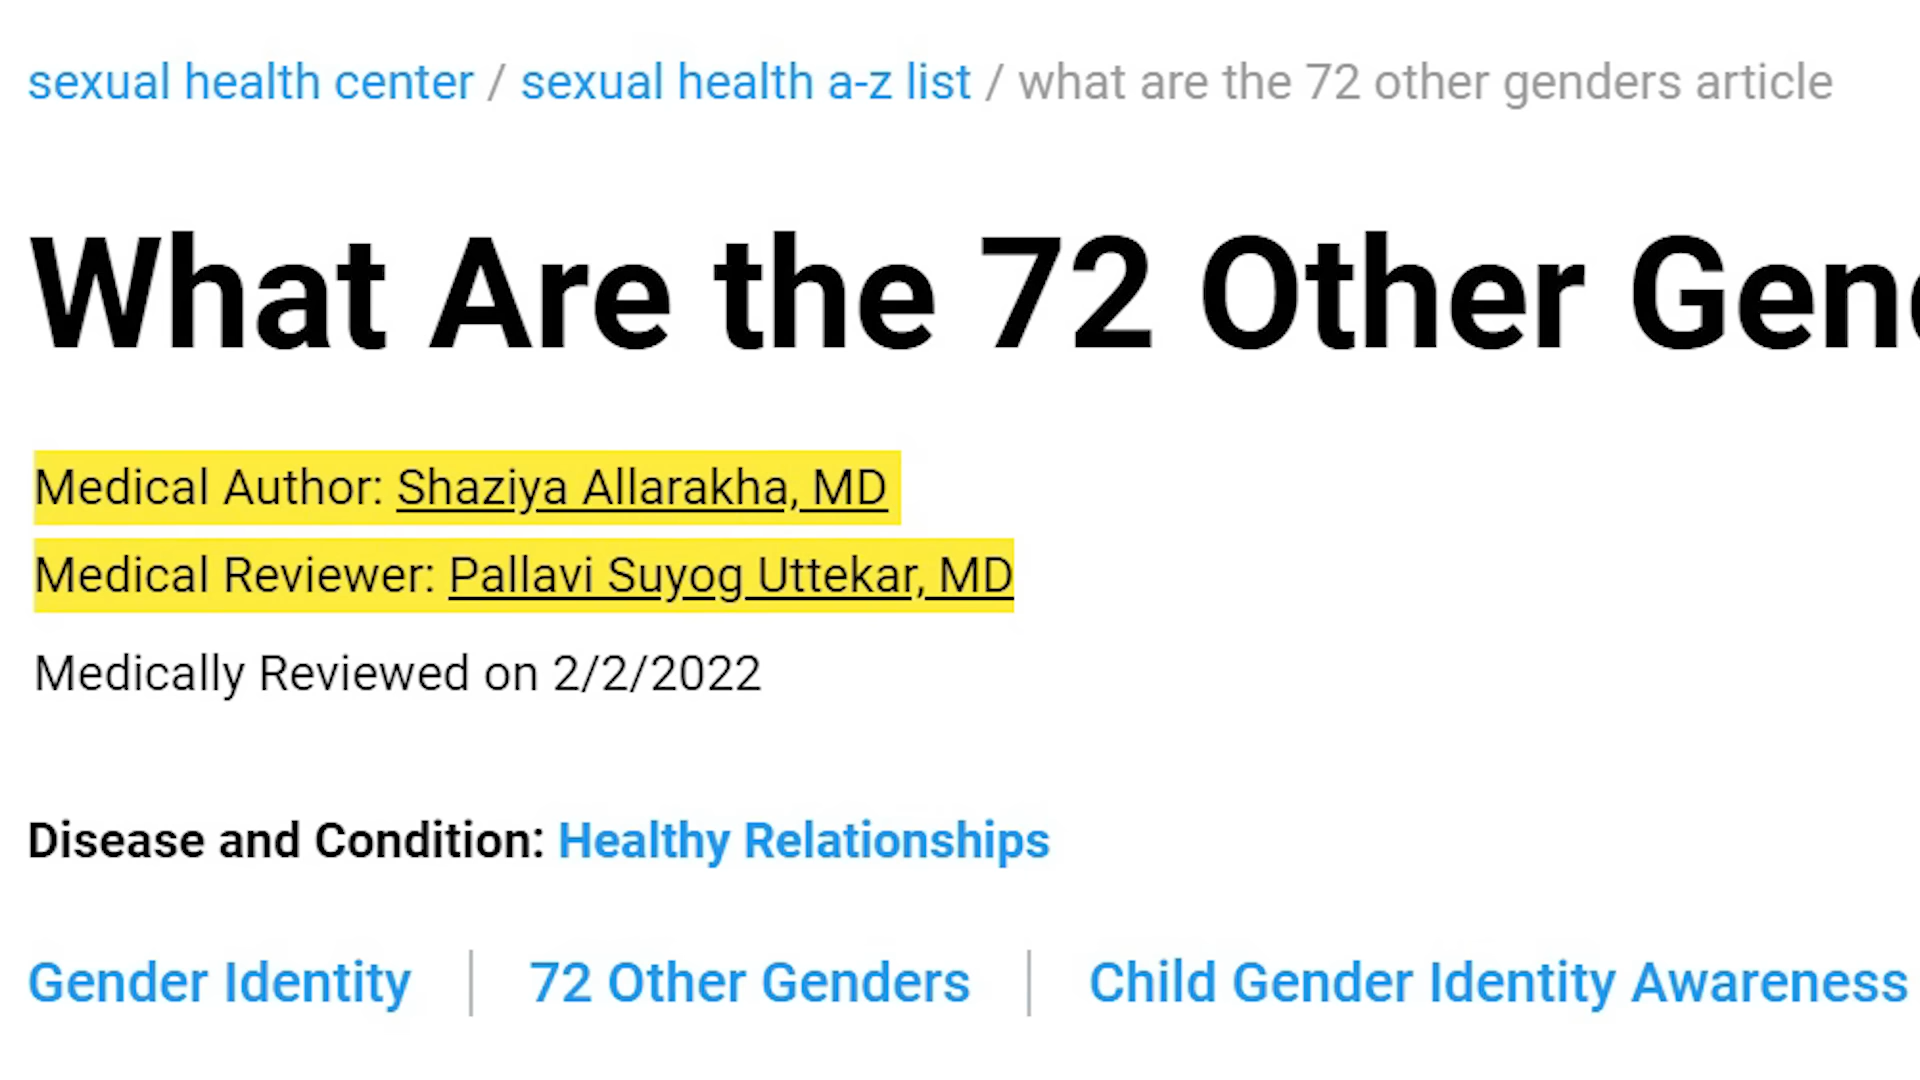 sexual health center / sexual health a-z list / what are the 72 other genders article
What Are the 72 Other Gen
Medical Author: Shaziya Allarakha, MD
Medical Reviewer: Pallavi Suyog Uttekar, MD
Medically Reviewed on 2/2/2022
Disease and Condition: Healthy Relationships
Gender Identity | 72 Other Genders | Child Gender Identity Awareness